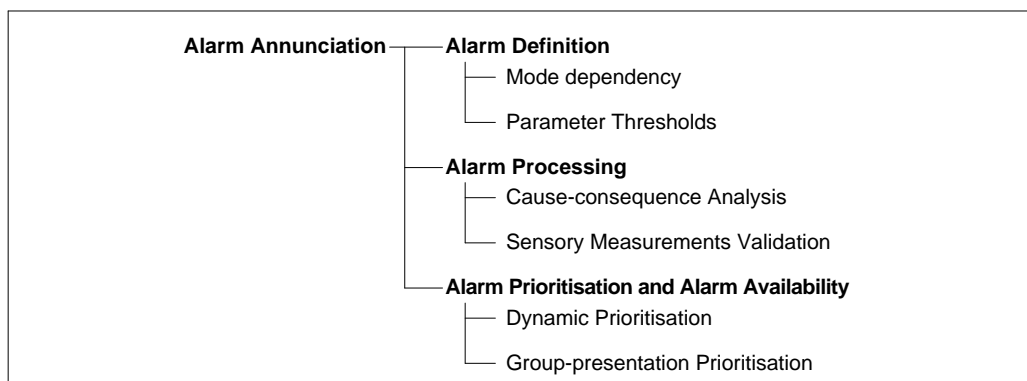 Alarm Annunciation Alarm Definition
Mode dependency
Parameter Thresholds
Alarm Processing
Cause-consequence Analysis
Sensory Measurements Validation
Alarm Prioritisation and Alarm Availability
Dynamic Prioritisation
Group-presentation Prioritisation